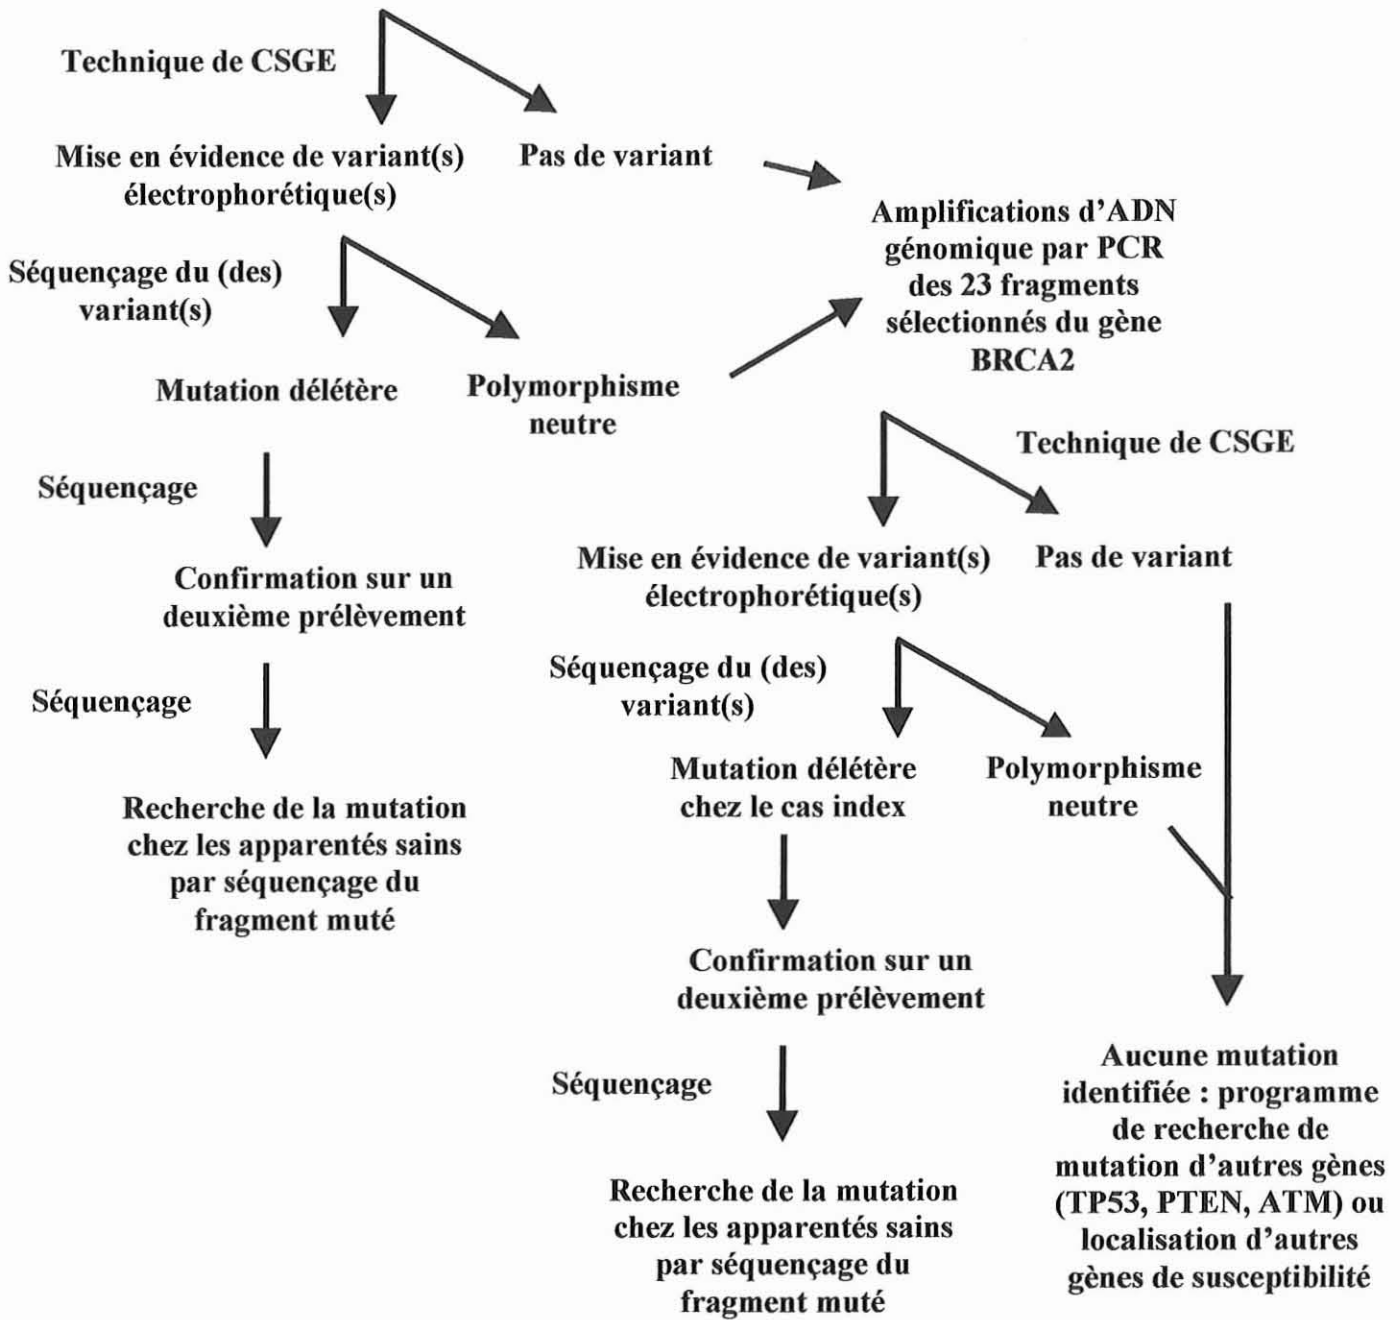 Technique de CSGE
Mise en évidence de variant(s)
électrophorétique(s)
Pas de variant
Amplifications d'ADN
génomique par PCR
des 23 fragments
sélectionnés du gène
BRCA2
Séquençage du (des)
variant(s)
Mutation délétère
Polymorphisme
neutre
Technique de CSGE
Séquençage
Confirmation sur un
deuxième prélèvement
Mise en évidence de variant(s)
électrophorétique(s)
Pas de variant
Séquençage
Séquençage du (des)
variant(s)
Recherche de la mutation
chez les apparentés sains
par séquençage du
fragment muté
Mutation délétère
chez le cas index
Polymorphisme
neutre
Confirmation sur un
deuxième prélèvement
Séquençage
Recherche de la mutation
chez les apparentés sains
par séquençage du
fragment muté
Aucune mutation
identifiée : programme
de recherche de
mutation d'autres gènes
(TP53, PTEN, ATM) ou
localisation d'autres
gènes de susceptibilité